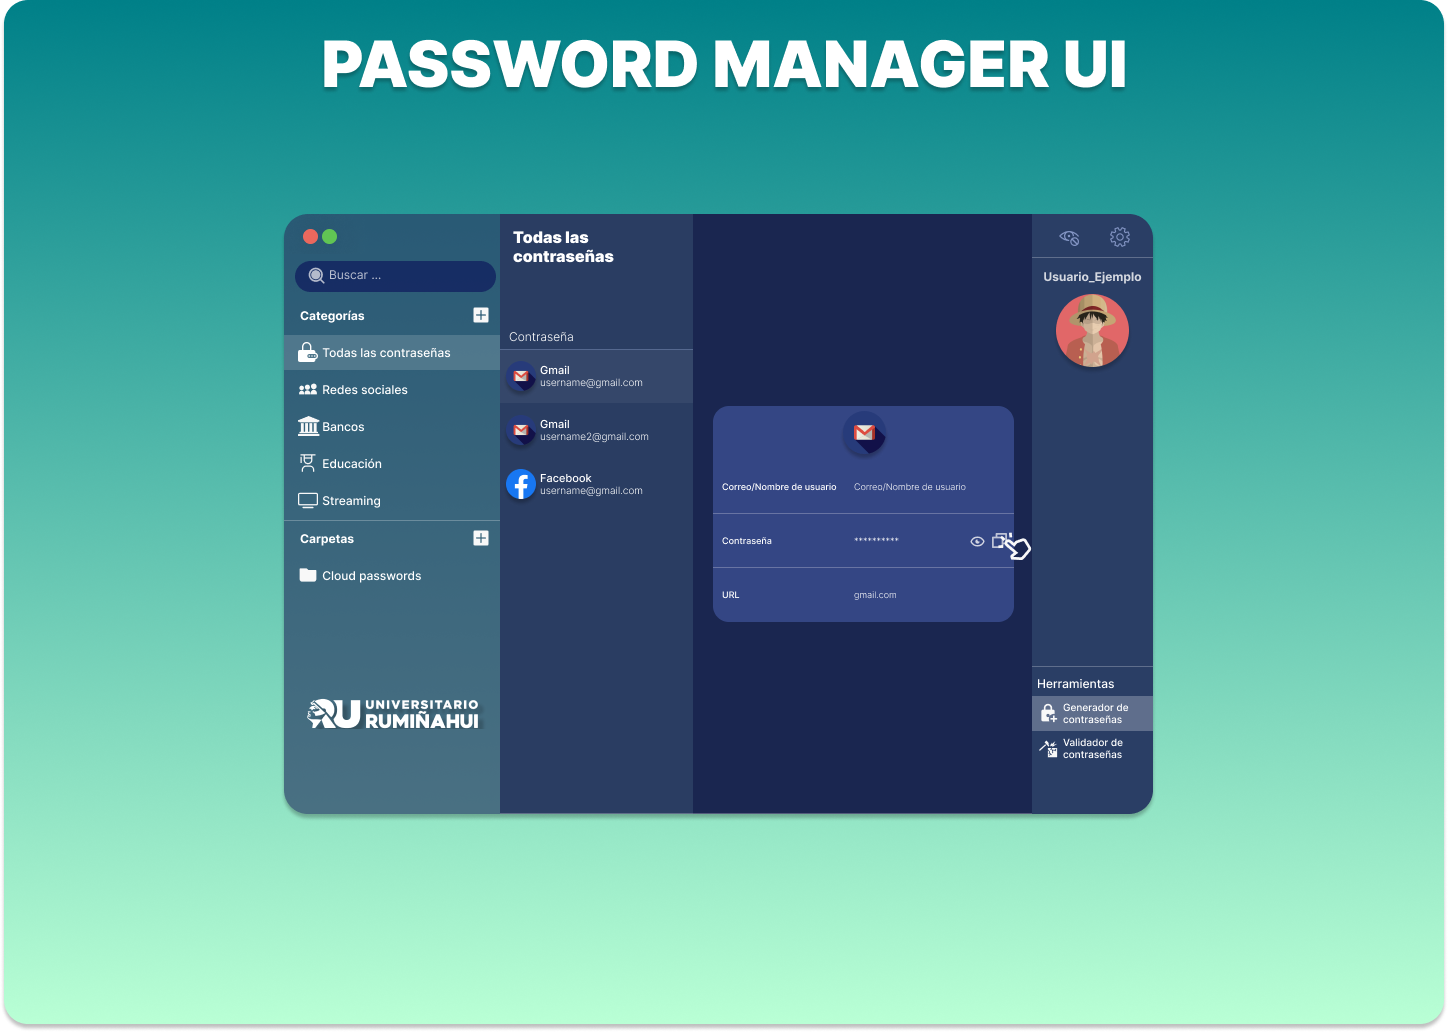 PASSWORD MANAGER UI
Buscar ...
Categorías
Todas las contraseñas
Redes sociales
Bancos
Educación
Streaming
Carpetas
Cloud passwords
UNIVERSITARIO
RUMIÑAHUI
Todas las
contraseñas
Contraseña
Gmail
username@gmail.com
Gmail
username2@gmail.com
Facebook
username@gmail.com
Correo/Nombre de usuario Correo/Nombre de usuario
Contraseña **********
URL gmail.com
Usuario_Ejemplo
Herramientas
Generador de
contraseñas
Validador de
contraseñas